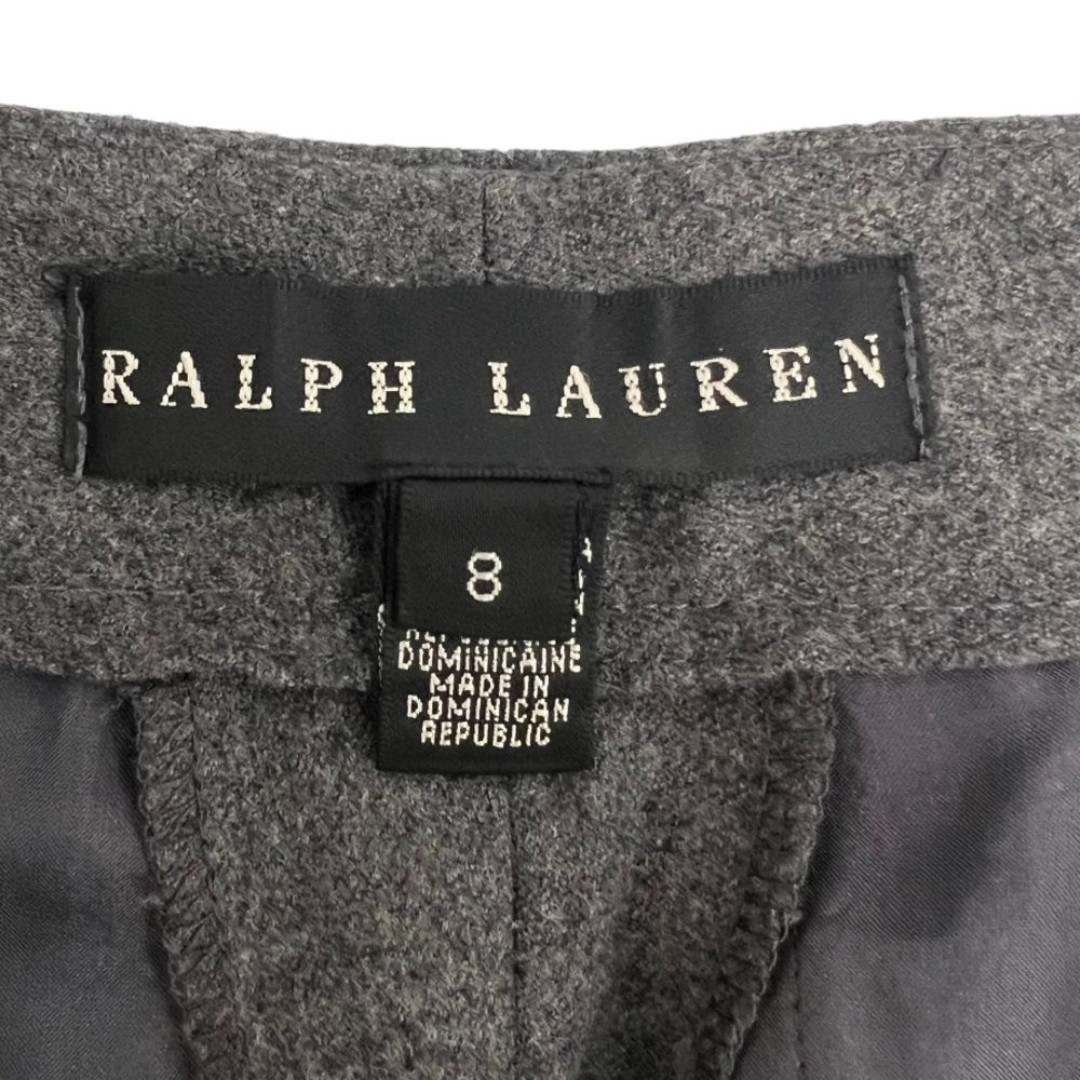 RALPH LAUREN
8
DOMINICAINE
MADE IN
DOMINICAN
REPUBLIC